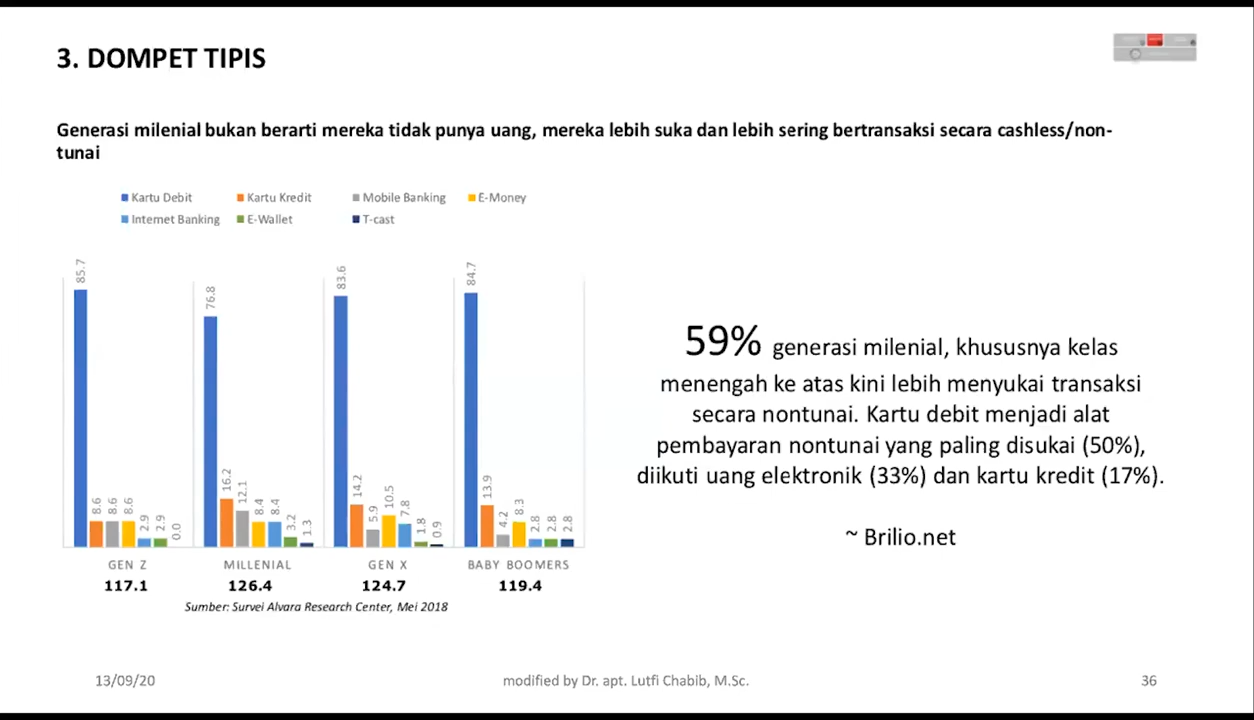 3. DOMPET TIPIS
Generasi milenial bukan berarti mereka tidak punya uang, mereka lebih suka dan lebih sering bertransaksi secara cashless/non-
tunai
Kartu Debit Kartu Kredit Mobile Banking E-Money
Internet Banking E-Wallet T-cast
85.7 8.6 8.6 8.6 2.9 2.9 0.0
76.8 16.2 12.1 8.4 8.4 3.2 1.3
83.6 14.2 5.9 10.5 7.8 1.8 0.9
84.7 13.9 4.2 8.3 2.8 2.8 2.8
GEN Z MILLENIAL GEN X BABY BOOMERS
117.1 126.4 124.7 119.4
Sumber: Survei Alvara Research Center, Mei 2018
59% generasi milenial, khususnya kelas
menengah ke atas kini lebih menyukai transaksi
secara nontunai. Kartu debit menjadi alat
pembayaran nontunai yang paling disukai (50%),
diikuti uang elektronik (33%) dan kartu kredit (17%).
~ Brilio.net
13/09/20 modified by Dr. apt. Lutfi Chabib, M.Sc. 36